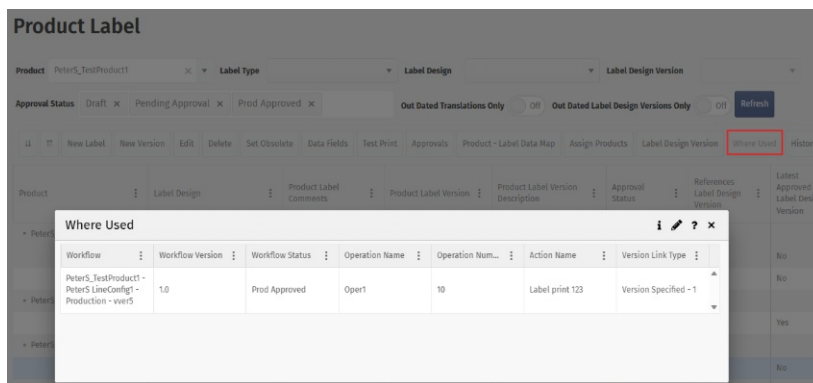 Product Label
Product PeterS_TestProduct1 Label Type Label Design Label Design Version
Approval Status Draft Pending Approval Prod Approved Out Dated Translations Only Off Out Dated Label Design Versions Only Off Refresh
New Label New Version Edit Delete Set Obsolete Data Fields Test Print Approvals Product - Label Data Map Assign Products Label Design Version Where Used Histor
Product Label Design Product Label Comments Product Label Version Product Label Version Description Approval Status References Label Design Version Latest Approved Label Desi Version
PeterS
Where Used
Workflow Workflow Version Workflow Status Operation Name Operation Num... Action Name Version Link Type
No
PeterS_TestProduct1 -
PeterS LineConfig1 -
Production - vver5
1.0 Prod Approved Oper1 10 Label print 123 Version Specified - 1
No
PeterS
Yes
PeterS
No